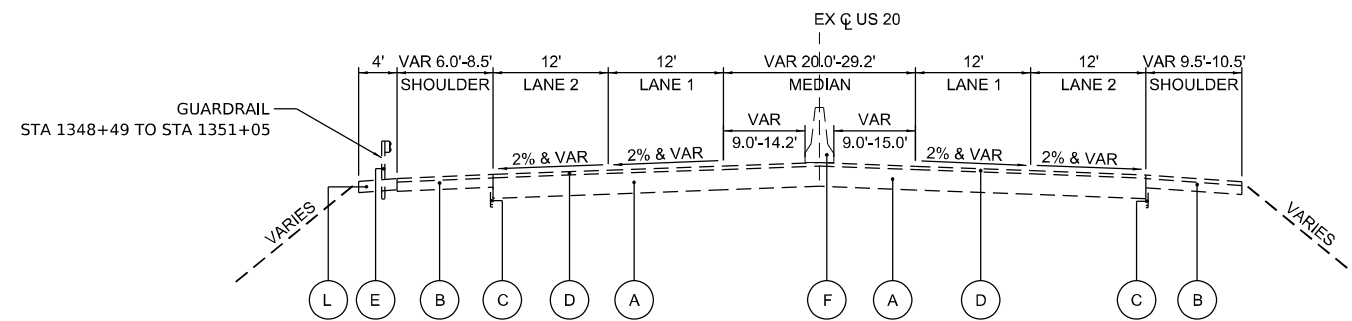 EX ℄ US 20
4' VAR 6.0'-8.5' 12' 12' VAR 20.0'-29.2' 12' 12' VAR 9.5'-10.5'
SHOULDER LANE 2 LANE 1 MEDIAN LANE 1 LANE 2 SHOULDER
GUARDRAIL
STA 1348+49 TO STA 1351+05
VAR VAR
9.0'-14.2' 9.0'-15.0'
2% & VAR 2% & VAR 2% & VAR 2% & VAR
VARIES VARIES
L E B C D A F A D C B